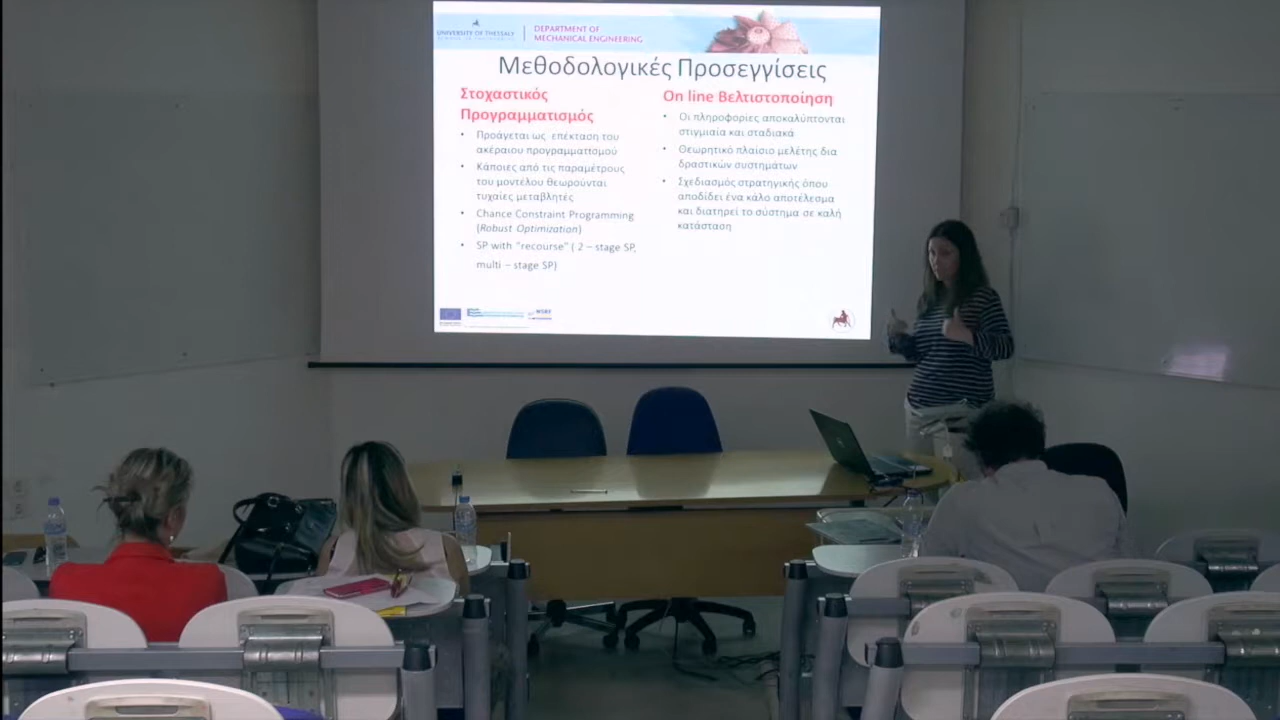 UNIVERSITY OF THESSALY
DEPARTMENT OF
MECHANICAL ENGINEERING
Μεθοδολογικές Προσεγγίσεις
Στοχαστικός
Προγραμματισμός
• Προάγεται ως επέκταση του
ακέραιου προγραμματισμού
• Κάποιες από τις παραμέτρους
του μοντέλου θεωρούνται
τυχαίες μεταβλητές
• Chance Constraint Programming
(Robust Optimization)
• SP with "recourse" ( 2 – stage SP,
multi – stage SP)
On line Βελτιστοποίηση
• Οι πληροφορίες αποκαλύπτονται
στιγμιαία και σταδιακά
• Θεωρητικό πλαίσιο μελέτης δια
δραστικών συστημάτων
• Σχεδιασμός στρατηγικής όπου
αποδίδει ένα κάλο αποτέλεσμα
και διατηρεί το σύστημα σε καλή
κατάσταση